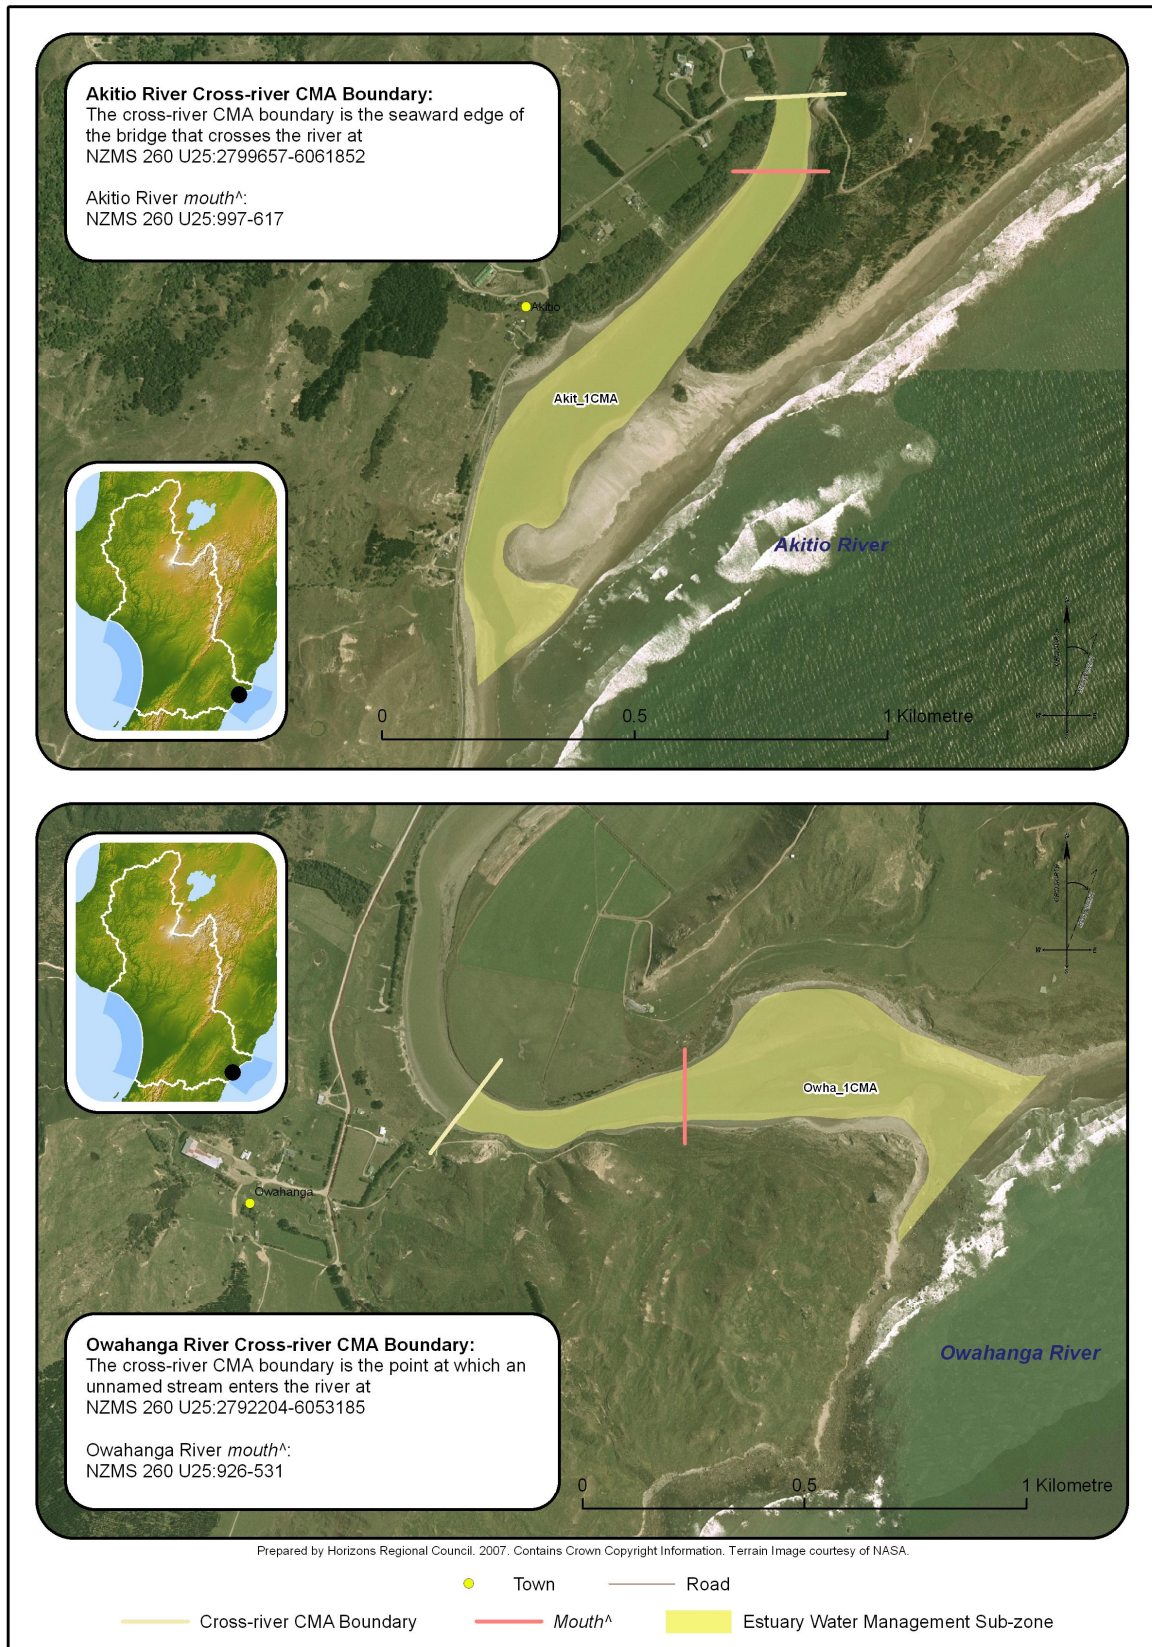 Akitio River Cross-river CMA Boundary:
The cross-river CMA boundary is the seaward edge of
the bridge that crosses the river at
NZMS 260 U25:2799657-6061852
Akitio River mouth^:
NZMS 260 U25:997-617
Akitio
Akit_1CMA
Akitio River
0 0.5 1 Kilometre
Owha_1CMA
Owahanga
Owahanga River Cross-river CMA Boundary:
The cross-river CMA boundary is the point at which an
unnamed stream enters the river at
NZMS 260 U25:2792204-6053185
Owahanga River mouth^:
NZMS 260 U25:926-531
Owahanga River
0 0.5 1 Kilometre
Prepared by Horizons Regional Council. 2007. Contains Crown Copyright Information. Terrain Image courtesy of NASA.
Town Road
Cross-river CMA Boundary Mouth^ Estuary Water Management Sub-zone